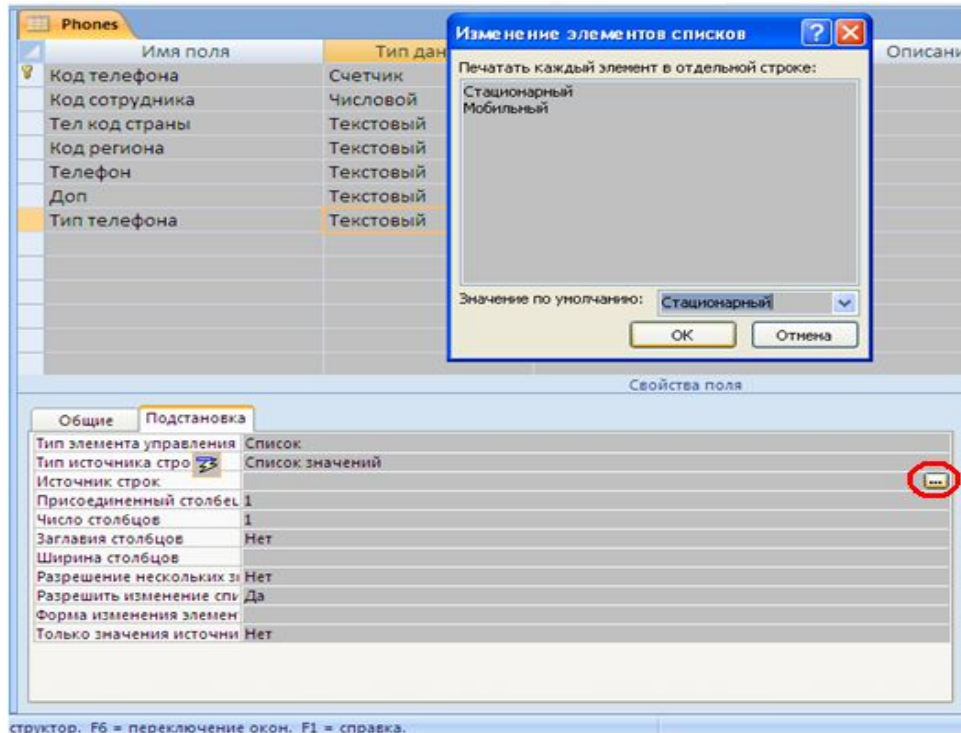 Phones
Имя поля Тип дан Описани
Код телефона Счетчик
Код сотрудника Числовой
Тел код страны Текстовый
Код региона Текстовый
Телефон Текстовый
Доп Текстовый
Тип телефона Текстовый
Изменение элементов списков
Печатать каждый элемент в отдельной строке:
Стационарный
Мобильный
Значение по умолчанию: Стационарный
ОК Отмена
Свойства поля
Общие Подстановка
Тип элемента управления Список
Тип источника стро Список значений
Источник строк ...
Присоединенный столбец 1
Число столбцов 1
Заглавия столбцов Нет
Ширина столбцов
Разрешение нескольких зн Нет
Разрешить изменение спи Да
Форма изменения элемен
Только значения источни Нет
структор. F6 = переключение окон. F1 = справка.